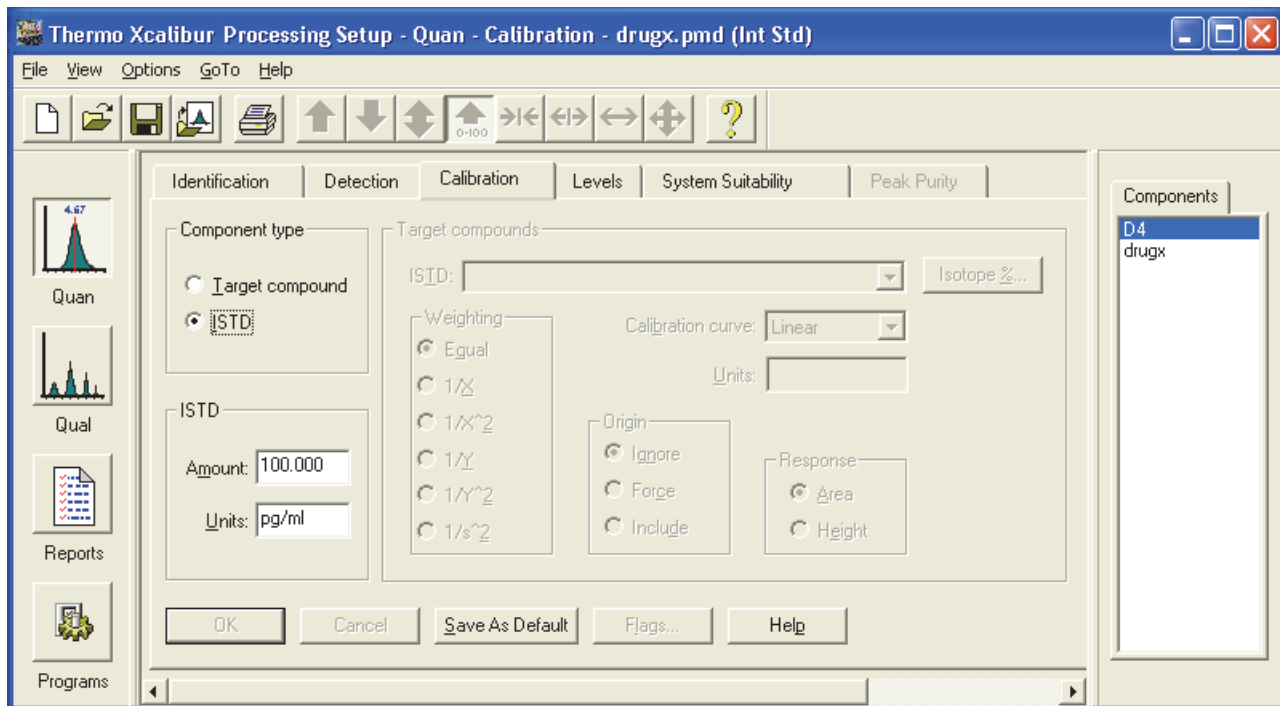 Thermo Xcalibur Processing Setup - Quan - Calibration - drugx.pmd (Int Std)
File View Options GoTo Help
0-100
Identification Detection Calibration Levels System Suitability Peak Purity
Components
D4
drugx
4.67
Quan
Qual
Reports
Programs
Component type
Target compound
ISTD
ISTD
Amount: 100.000
Units: pg/ml
Target compounds
ISTD: Isotope %...
Weighting
Equal
1/X
1/X^2
1/Y
1/Y^2
1/s^2
Calibration curve: Linear
Units:
Origin
Ignore
Force
Include
Response
Area
Height
OK Cancel Save As Default Flags... Help